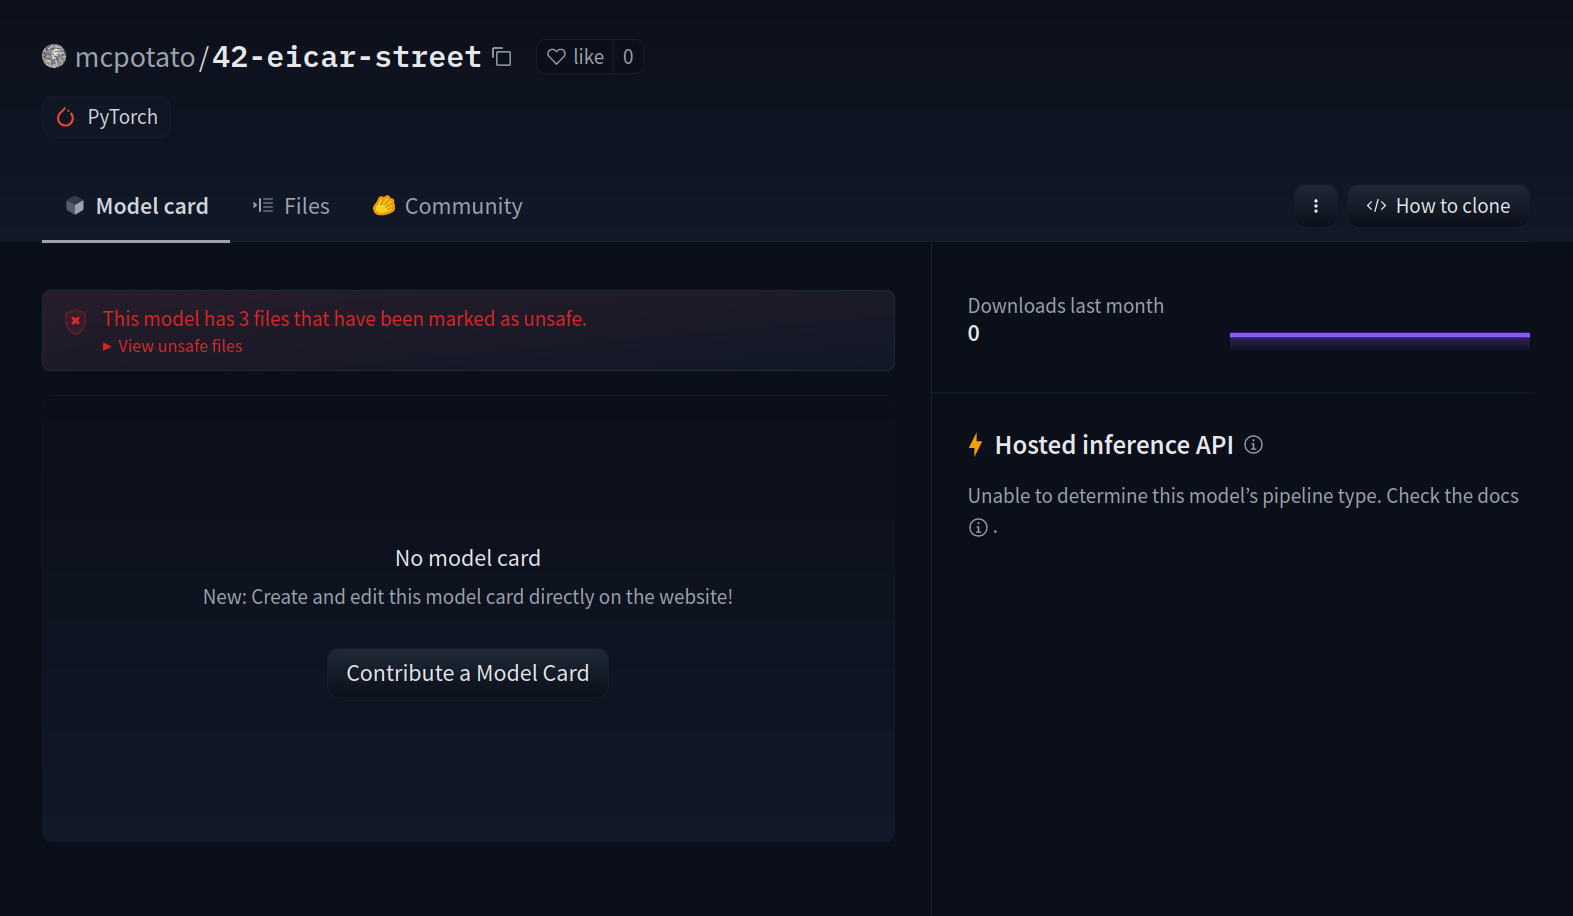 mcpotato/42-eicar-street like 0
PyTorch
Model card Files Community How to clone
This model has 3 files that have been marked as unsafe.
View unsafe files
No model card
New: Create and edit this model card directly on the website!
Contribute a Model Card
Downloads last month
0
Hosted inference API
Unable to determine this model’s pipeline type. Check the docs
.